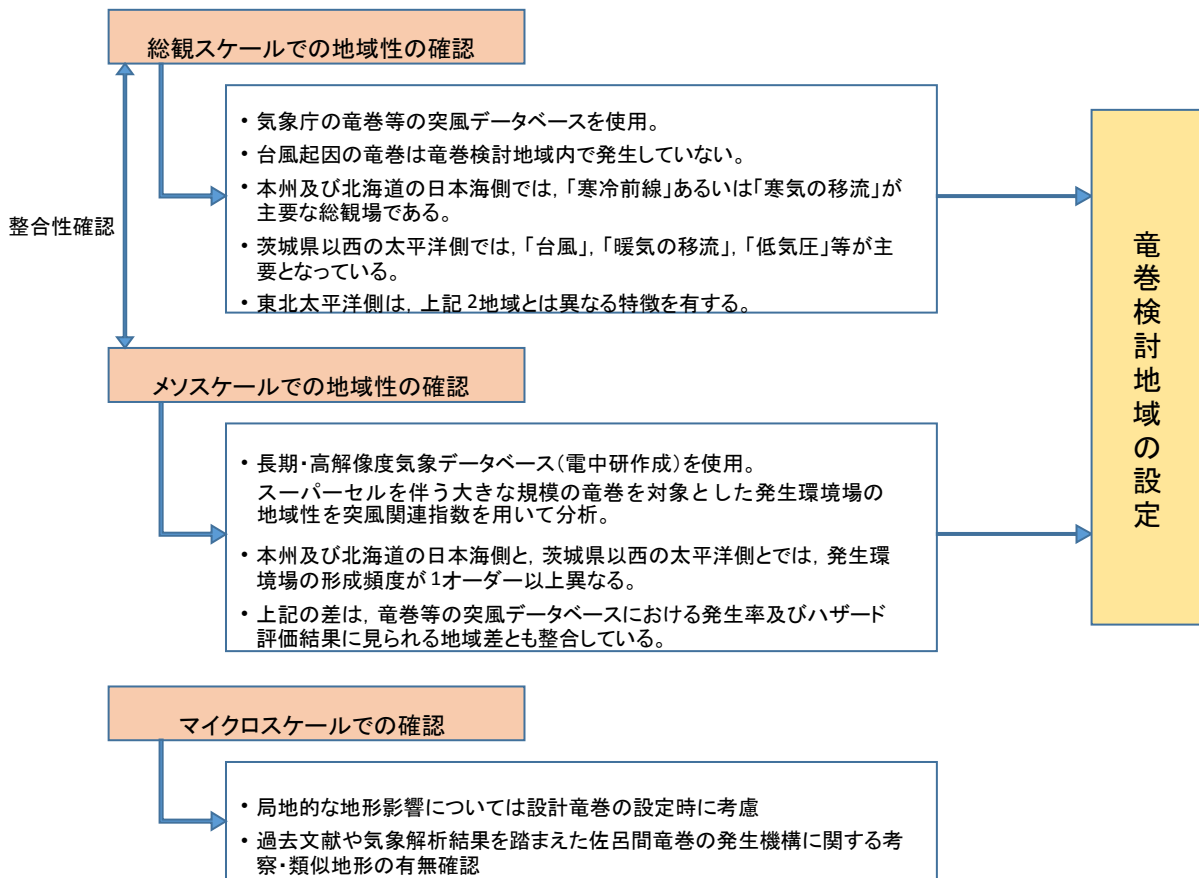 総観スケールでの地域性の確認
・気象庁の竜巻等の突風データベースを使用。
・台風起因の竜巻は竜巻検討地域内で発生していない。
・本州及び北海道の日本海側では，「寒冷前線」あるいは「寒気の移流」が
主要な総観場である。
・茨城県以西の太平洋側では，「台風」，「暖気の移流」，「低気圧」等が主
要となっている。
・東北太平洋側は，上記2地域とは異なる特徴を有する。
整合性確認
メソスケールでの地域性の確認
・長期・高解像度気象データベース（電中研作成）を使用。
スーパーセルを伴う大きな規模の竜巻を対象とした発生環境場の
地域性を突風関連指数を用いて分析。
・本州及び北海道の日本海側と，茨城県以西の太平洋側とでは，発生環
境場の形成頻度が1オーダー以上異なる。
・上記の差は，竜巻等の突風データベースにおける発生率及びハザード
評価結果に見られる地域差とも整合している。
マイクロスケールでの確認
・局地的な地形影響については設計竜巻の設定時に考慮
・過去文献や気象解析結果を踏まえた佐呂間竜巻の発生機構に関する考
察・類似地形の有無確認
竜巻検討地域の設定